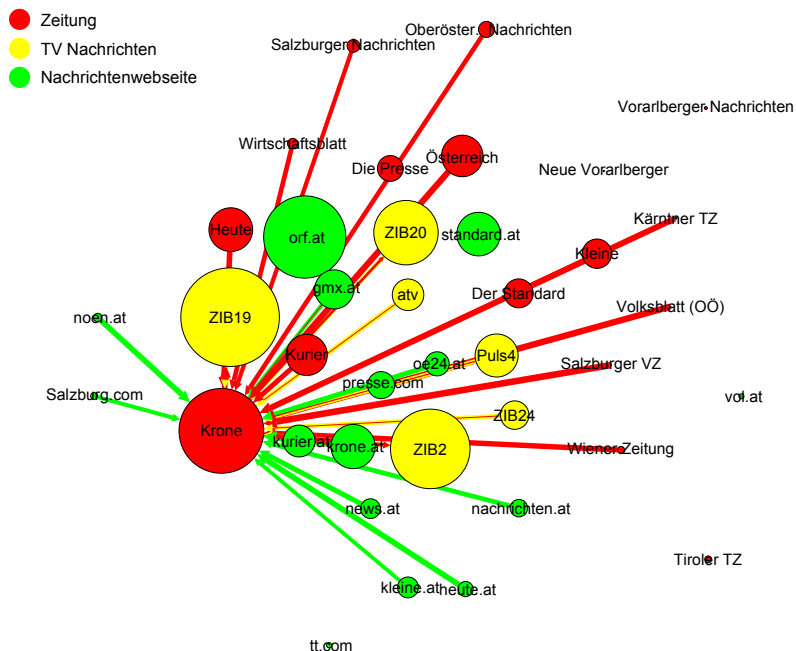 Zeitung
TV Nachrichten
Nachrichtenwebseite
Oberöster. Nachrichten
Salzburger Nachrichten
Vorarlberger Nachrichten
Wirtschaftsblatt
Österreich
Die Presse
Neue Vorarlberger
Kärntner TZ
Heute
orf.at
ZIB20
standard.at
Kleine
gmx.at
atv
Der Standard
Volksblatt (OÖ)
noen.at
ZIB19
Kurier
Puls4
oe24.at
Salzburger VZ
presse.com
Salzburg.com
vol.at
ZIB24
Krone
kurier.at
krone.at
ZIB2
Wiener Zeitung
news.at
nachrichten.at
Tiroler TZ
kleine.at
heute.at
tt.com